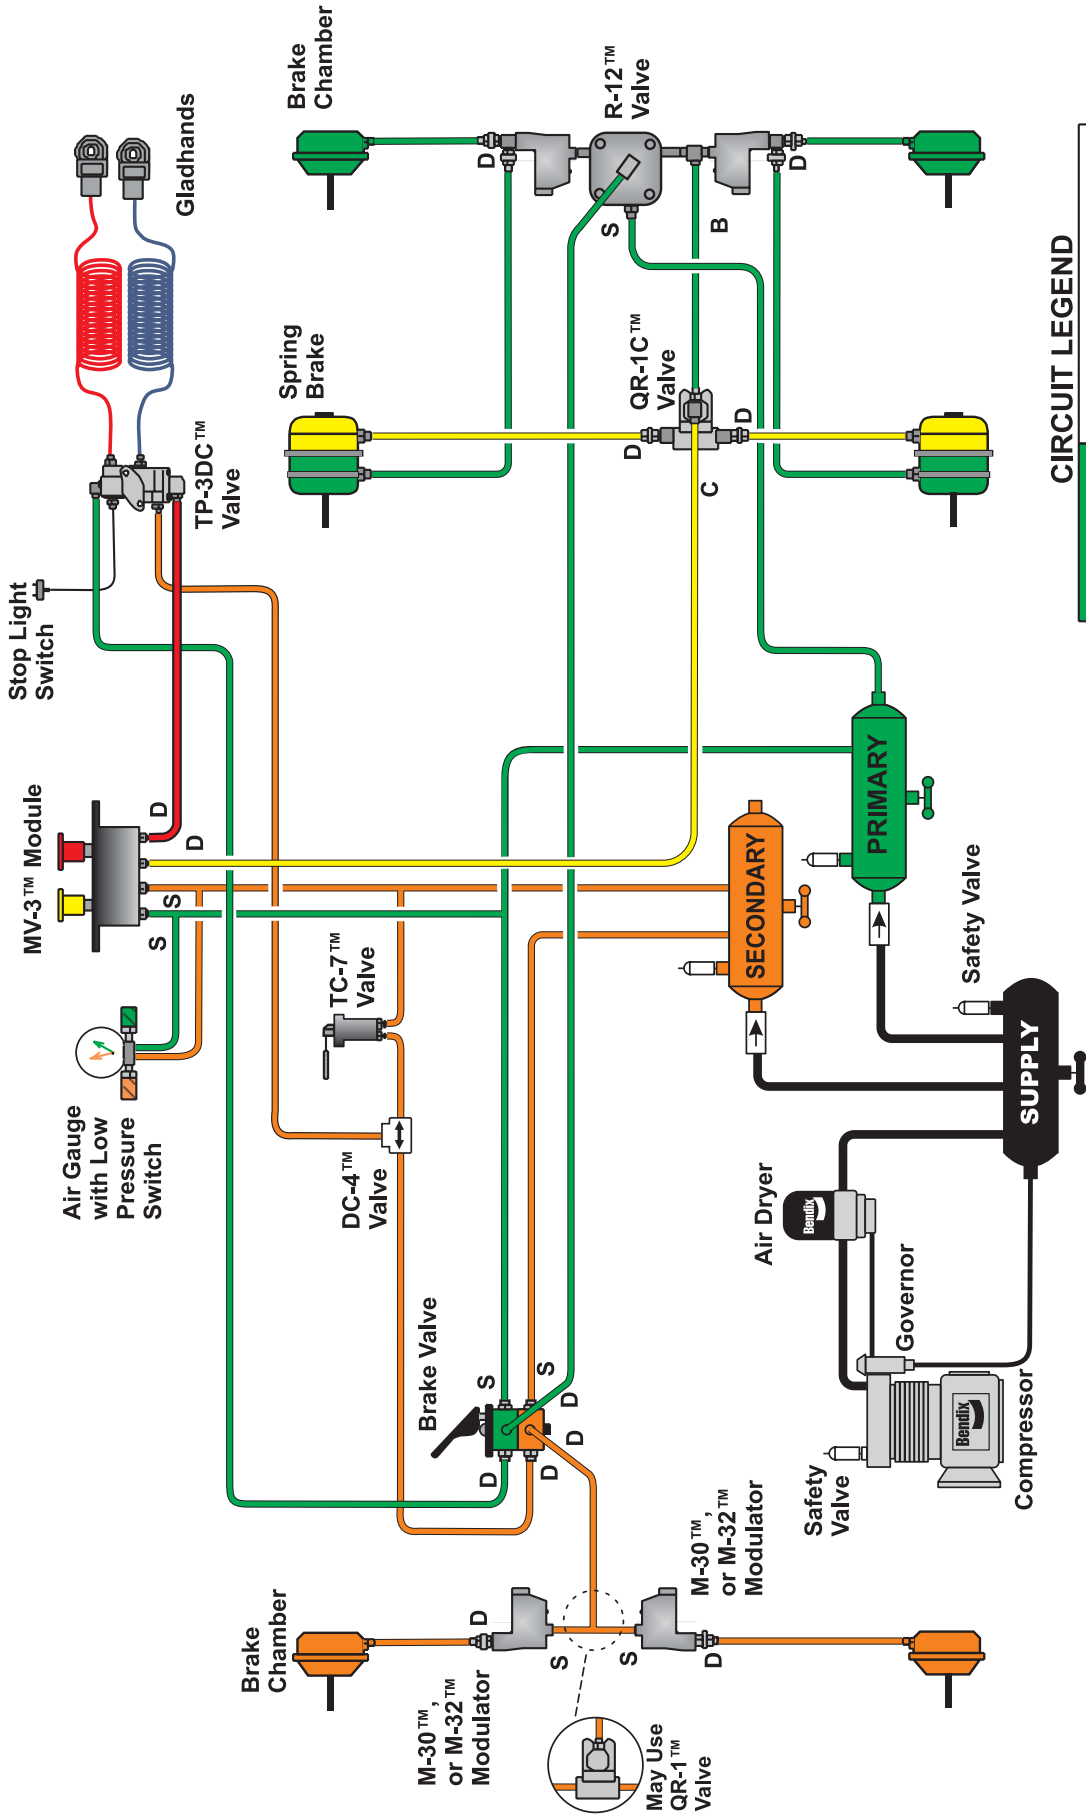 Brake
Chamber
Gladhands
R-12™
Valve
D
D
S
B
Spring
Brake
QR-1C™
Valve
D
D
C
CIRCUIT LEGEND
TP-3DC™
Valve
Stop Light
Switch
MV-3™ Module
D
D
S
S
Air Gauge
with Low
Pressure
Switch
TC-7™
Valve
DC-4™
Valve
SECONDARY
PRIMARY
Safety Valve
SUPPLY
Air Dryer
Bendix
Governor
Brake Valve
S
S
D
D
D
D
Safety
Valve
Bendix
Compressor
Brake
Chamber
D
S
S
D
M-30™,
or M-32™
Modulator
M-30™,
or M-32™
Modulator
May Use
QR-1™
Valve